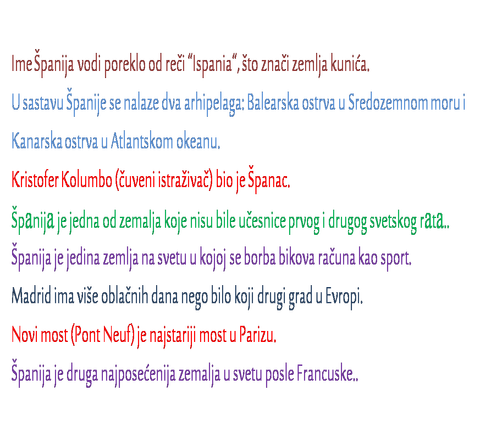 Ime Španija vodi poreklo od reči “Ispania“, što znači zemlja kunića.
U sastavu Španije se nalaze dva arhipelaga: Balearska ostrva u Sredozemnom moru i
Kanarska ostrva u Atlantskom okeanu.
Kristofer Kolumbo (čuveni istraživač) bio je Španac.
Španija je jedna od zemalja koje nisu bile učesnice prvog i drugog svetskog rata..
Španija je jedina zemlja na svetu u kojoj se borba bikova računa kao sport.
Madrid ima više oblačnih dana nego bilo koji drugi grad u Evropi.
Novi most (Pont Neuf) je najstariji most u Parizu.
Španija je druga najposećenija zemalja u svetu posle Francuske..